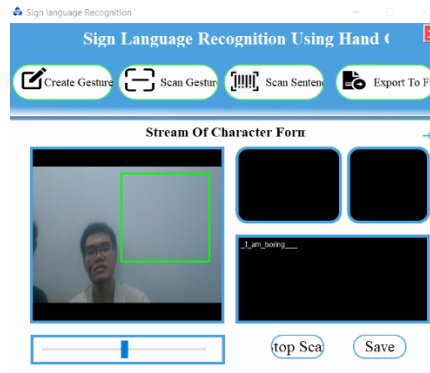 Sign language Recognition
Sign Language Recognition Using Hand (
Create Gesture
Scan Gestur
Scan Senten
Export To F
Stream Of Character Form
_I_am_boring___
top Sca
Save